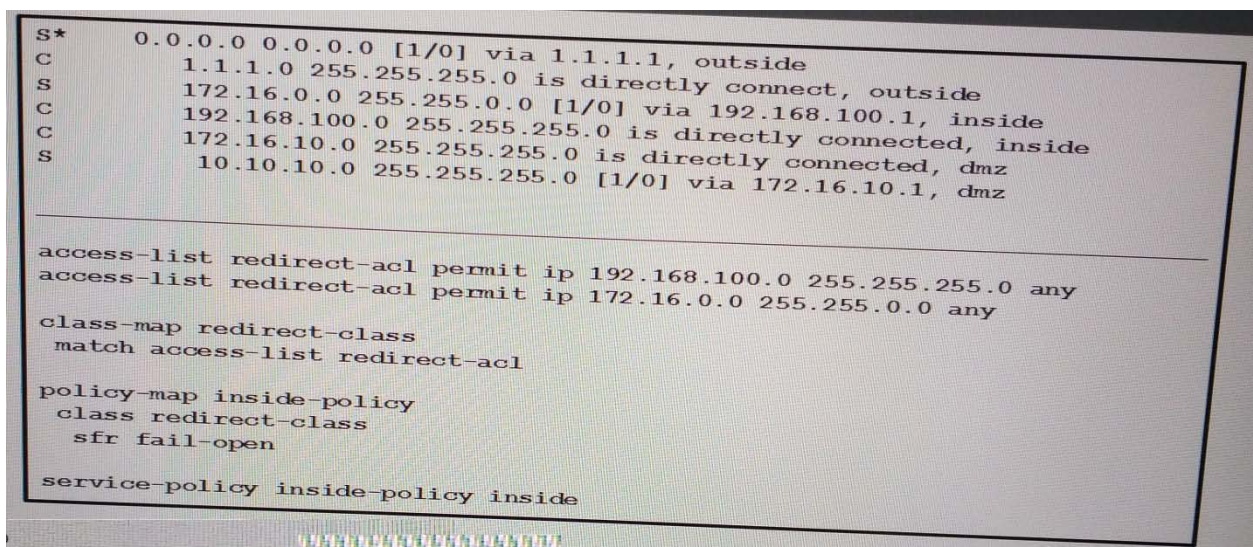 S* 0.0.0.0 0.0.0.0 [1/0] via 1.1.1.1, outside
C 1.1.1.0 255.255.255.0 is directly connect, outside
S 172.16.0.0 255.255.0.0 [1/0] via 192.168.100.1, inside
C 192.168.100.0 255.255.255.0 is directly connected, inside
C 172.16.10.0 255.255.255.0 is directly connected, dmz
S 10.10.10.0 255.255.255.0 [1/0] via 172.16.10.1, dmz
access-list redirect-acl permit ip 192.168.100.0 255.255.255.0 any
access-list redirect-acl permit ip 172.16.0.0 255.255.0.0 any
class-map redirect-class
match access-list redirect-acl
policy-map inside-policy
class redirect-class
sfr fail-open
service-policy inside-policy inside